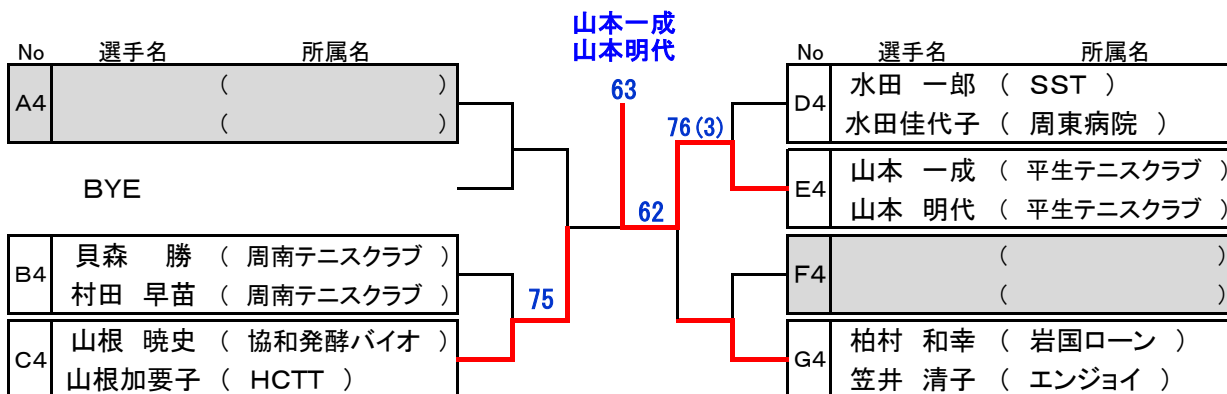 山本一成
山本明代
No 選手名 所属名
A4 ( )
( )
BYE
B4 貝森 勝 ( 周南テニスクラブ )
村田 早苗 ( 周南テニスクラブ )
C4 山根 暁史 ( 協和発酵バイオ )
山根加要子 ( HCTT )
75
63
62
76(3)
No 選手名 所属名
D4 水田 一郎 ( SST )
水田佳代子 ( 周東病院 )
E4 山本 一成 ( 平生テニスクラブ )
山本 明代 ( 平生テニスクラブ )
F4 ( )
( )
G4 柏村 和幸 ( 岩国ローン )
笠井 清子 ( エンジョイ )